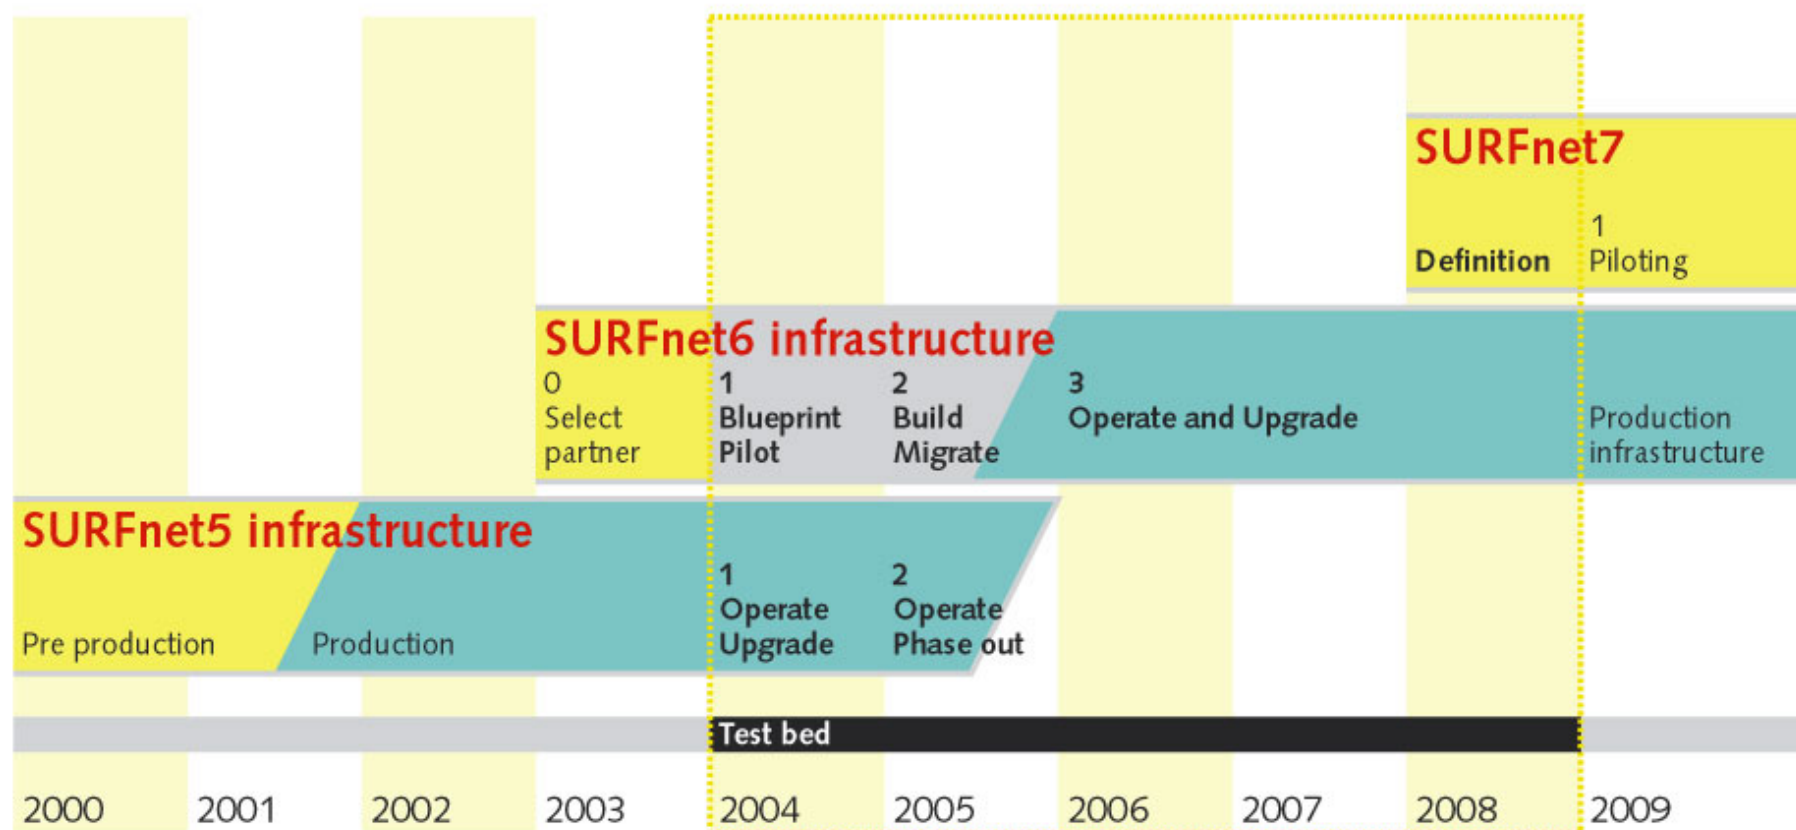 SURFnet7
1
Definition
Piloting
SURFnet6 infrastructure
0
1
2
3
Select
Blueprint
Build
Operate and Upgrade
Production
partner
Pilot
Migrate
infrastructure
SURFnet5 infrastructure
1
2
Operate
Operate
Pre production
Production
Upgrade
Phase out
Test bed
2000
2001
2002
2003
2004
2005
2006
2007
2008
2009